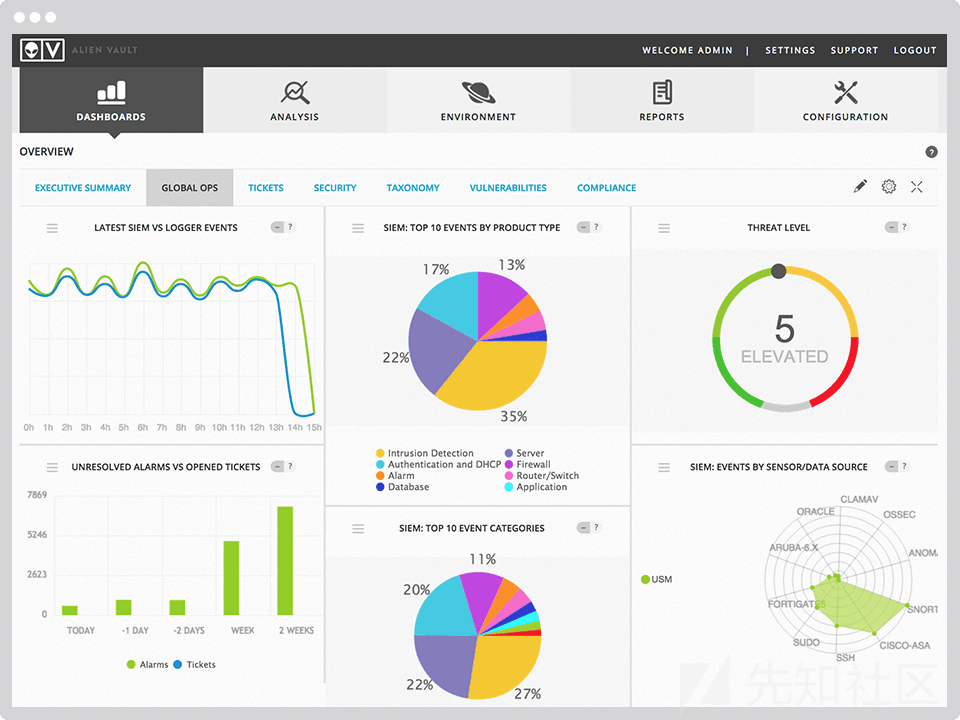 ALIEN VAULT
WELCOME ADMIN | SETTINGS SUPPORT LOGOUT
DASHBOARDS ANALYSIS ENVIRONMENT REPORTS CONFIGURATION
OVERVIEW
?
EXECUTIVE SUMMARY GLOBAL OPS TICKETS SECURITY TAXONOMY VULNERABILITIES COMPLIANCE
LATEST SIEM VS LOGGER EVENTS
– ?
0h 1h 2h 3h 4h 5h 6h 7h 8h 9h 10h 11h 12h 13h 14h 15h
UNRESOLVED ALARMS VS OPENED TICKETS
– ?
7869
5246
2623
0
TODAY -1 DAY -2 DAYS WEEK 2 WEEKS
Alarms Tickets
SIEM: TOP 10 EVENTS BY PRODUCT TYPE
– ?
17% 13%
22%
35%
Intrusion Detection Server
Authentication and DHCP Firewall
Alarm Router/Switch
Database Application
SIEM: TOP 10 EVENT CATEGORIES
– ?
11%
20%
22%
27%
THREAT LEVEL
– ?
5
ELEVATED
SIEM: EVENTS BY SENSOR/DATA SOURCE
– ?
USM
CLAMAV
ORACLE OSSEC
ARUBA-6.X ANOM
FORTIGATE SNORT
SUDO CISCO-ASA
SSH
先知社区